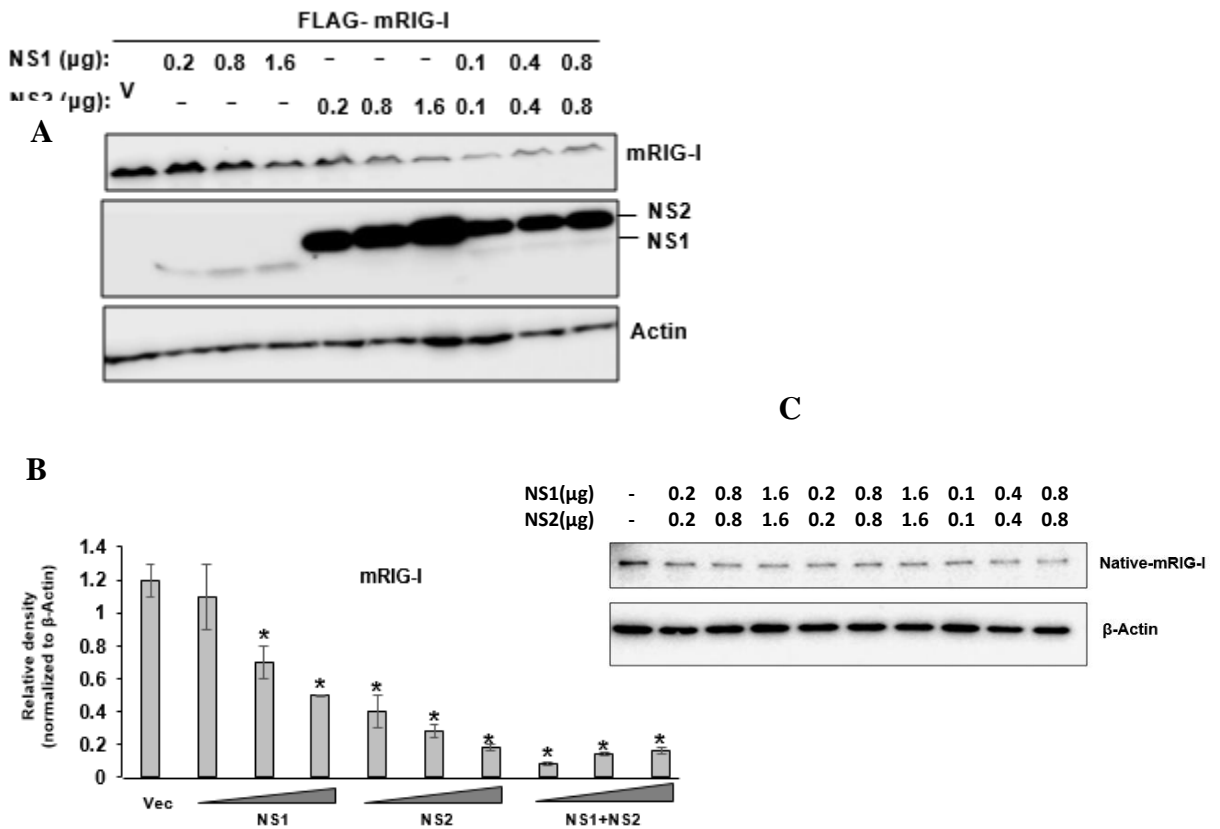 FLAG- mRIG-I
NS1 (µg): 0.2 0.8 1.6 – – – 0.1 0.4 0.8
V
(µg): – – – 0.2 0.8 1.6 0.1 0.4 0.8
A
mRIG-I
NS2
NS1
Actin
C
B
NS1(µg) - 0.2 0.8 1.6 0.2 0.8 1.6 0.1 0.4 0.8
NS2(µg) - 0.2 0.8 1.6 0.2 0.8 1.6 0.1 0.4 0.8
Native-mRIG-I
β-Actin
mRIG-I
Relative density
(normalized to β-Actin)
1.4
1.2
1
0.8
0.6
0.4
0.2
0
* * * * * * * *
Vec
NS1 NS2 NS1+NS2